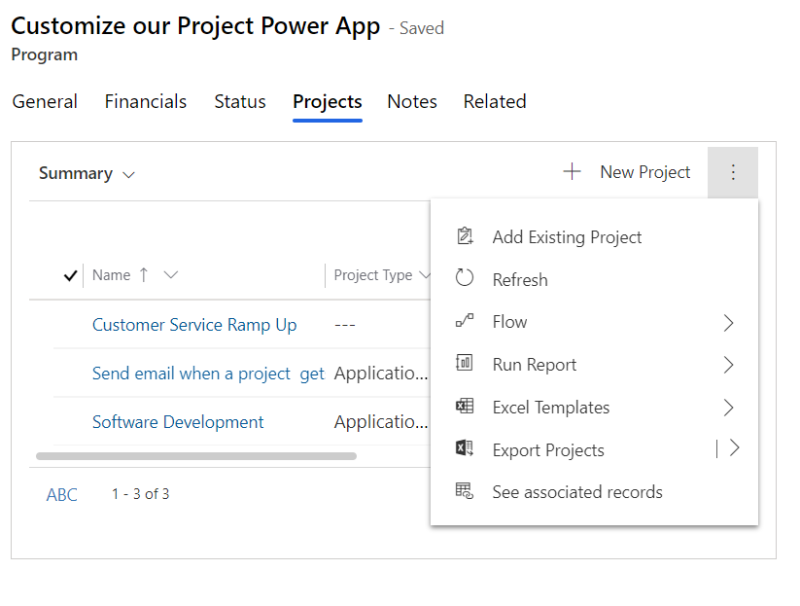 Customize our Project Power App - Saved
Program
General Financials Status Projects Notes Related
Summary
New Project
Add Existing Project
Refresh
Flow
Run Report
Excel Templates
Export Projects
See associated records
Name Project Type
Customer Service Ramp Up ---
Send email when a project get Applicatio...
Software Development Applicatio...
ABC 1 - 3 of 3